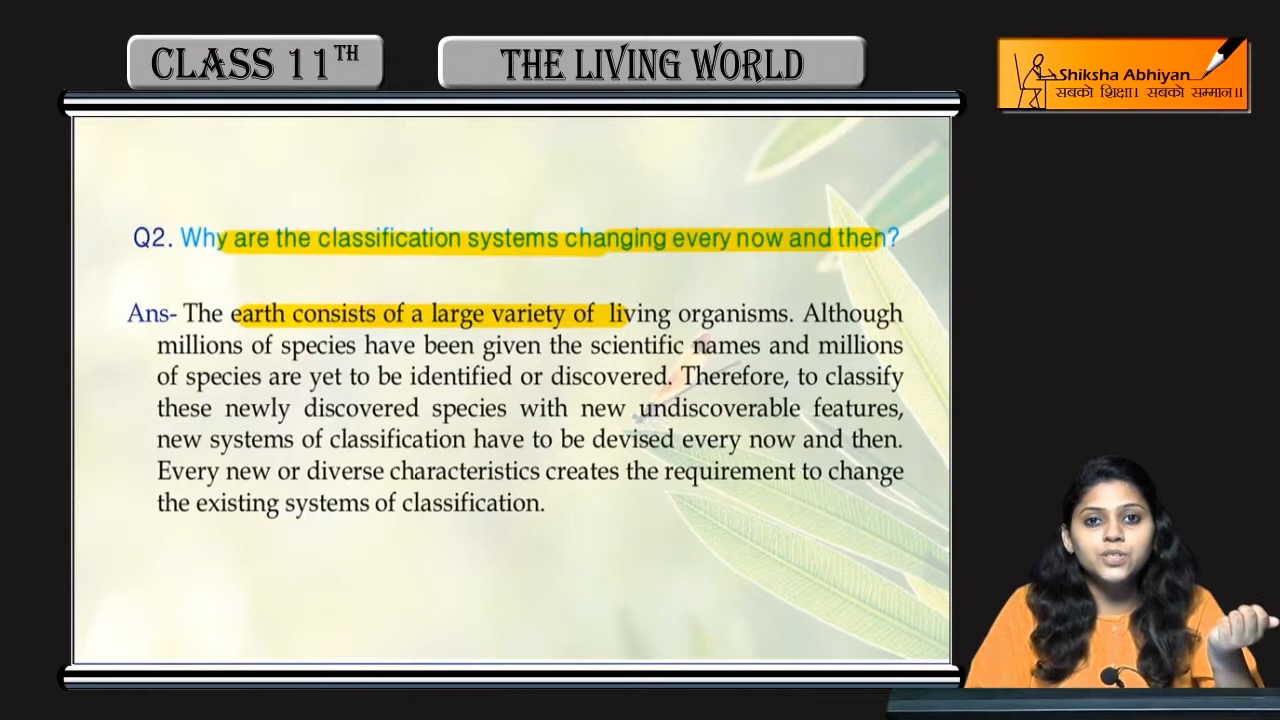 CLASS 11TH
THE LIVING WORLD
Shiksha Abhiyan
सबको शिक्षा। सबको सम्मान।।
Q2. Why are the classification systems changing every now and then?
Ans- The earth consists of a large variety of living organisms. Although
millions of species have been given the scientific names and millions
of species are yet to be identified or discovered. Therefore, to classify
these newly discovered species with new undiscoverable features,
new systems of classification have to be devised every now and then.
Every new or diverse characteristics creates the requirement to change
the existing systems of classification.